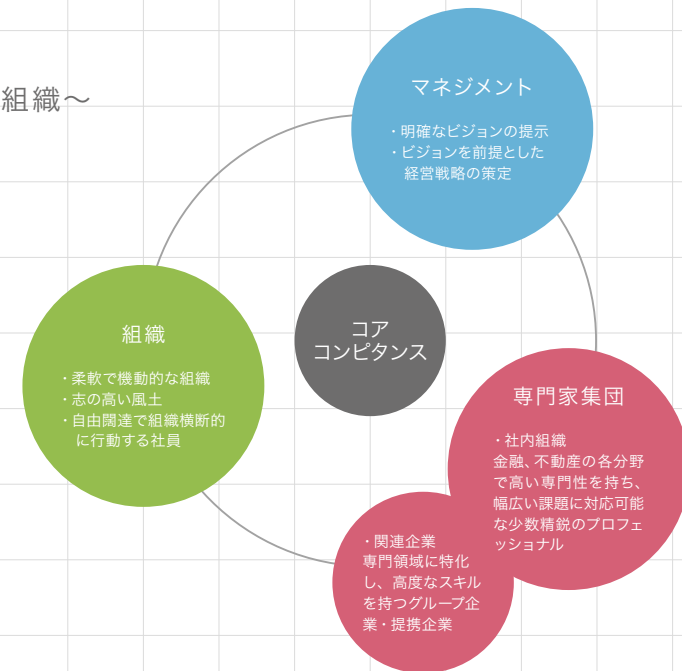 組織～
マネジメント
・明確なビジョンの提示
・ビジョンを前提とした
経営戦略の策定
コア
コンピタンス
組織
・柔軟で機動的な組織
・志の高い風土
・自由闊達で組織横断的
に行動する社員
専門家集団
・社内組織
金融、不動産の各分野
で高い専門性を持ち、
幅広い課題に対応可能
な少数精鋭のプロフェ
ッショナル
・関連企業
専門領域に特化
し、高度なスキル
を持つグループ企
業・提携企業